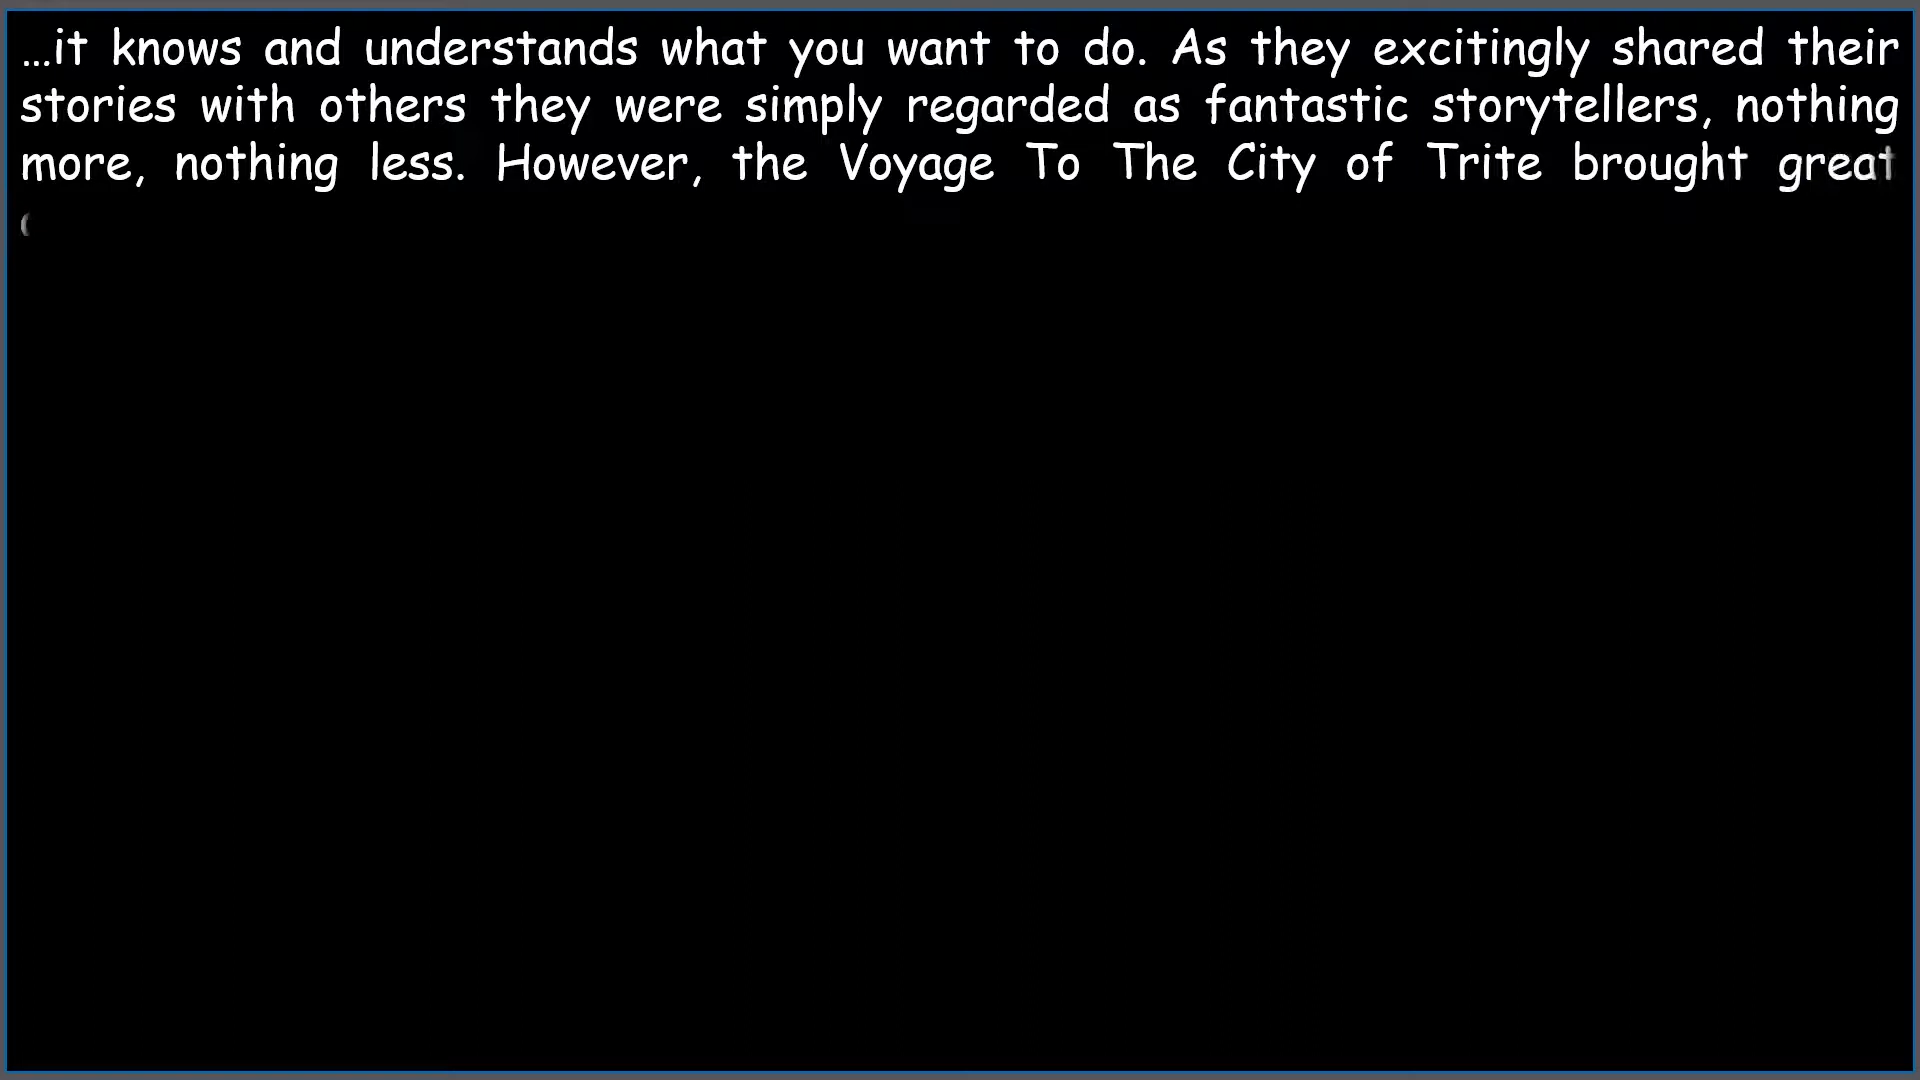 …it knows and understands what you want to do. As they excitingly shared their
stories with others they were simply regarded as fantastic storytellers, nothing
more, nothing less. However, the Voyage To The City of Trite brought great